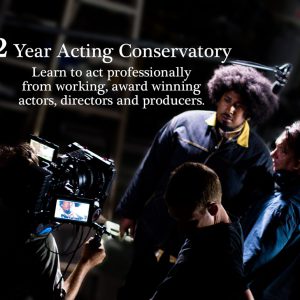 2 Year Acting Conservatory
Learn to act professionally
from working, award winning
actors, directors and producers.